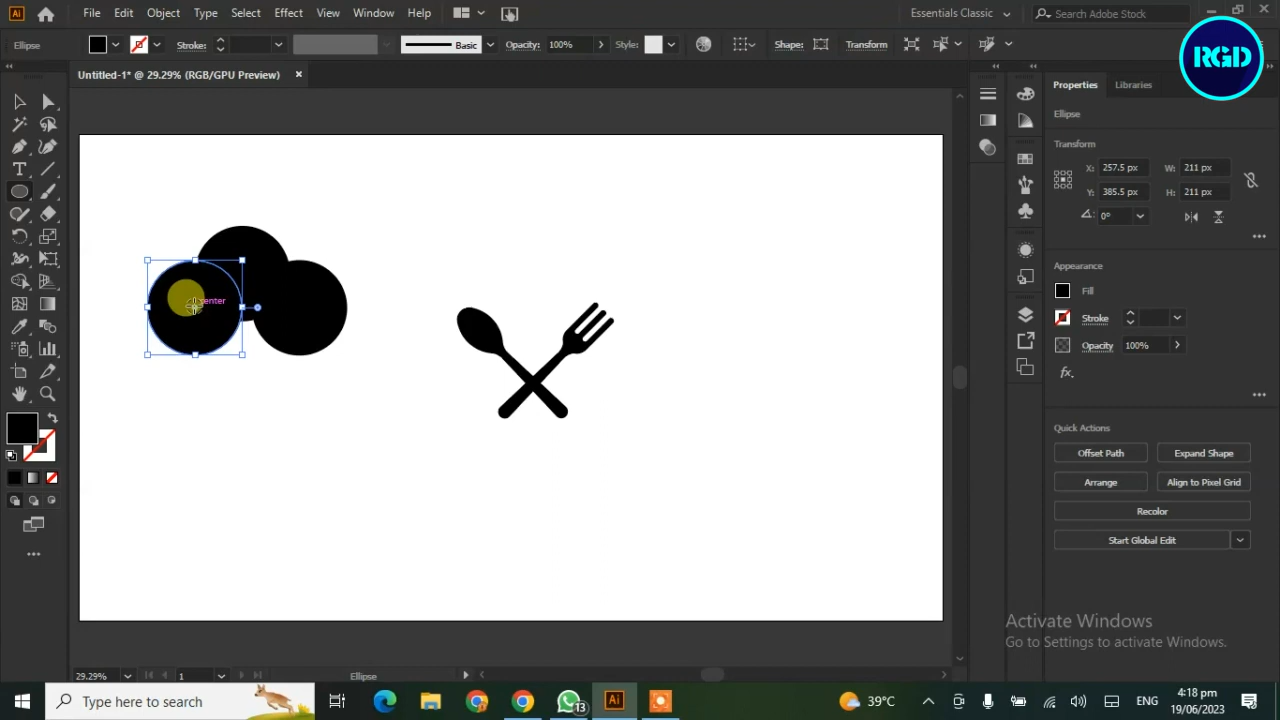 Ai File Edit Object Type Select Effect View Window Help Essentials Classic Search Adobe Stock
Ellipse Stroke: Basic Opacity: 100% Style: Shape: Transform
RGD
Untitled-1* @ 29.29% (RGB/GPU Preview) ×
Properties Libraries
Ellipse
Transform
X: 257.5 px W: 211 px
Y: 385.5 px H: 211 px
0°
Appearance
Fill
Stroke
Opacity 100%
fx
center
Quick Actions
Offset Path Expand Shape
Arrange Align to Pixel Grid
Recolor
Start Global Edit
Activate Windows
Go to Settings to activate Windows.
29.29% 1 Ellipse
Type here to search
13
Ai
39°C
ENG
4:18 pm
19/06/2023